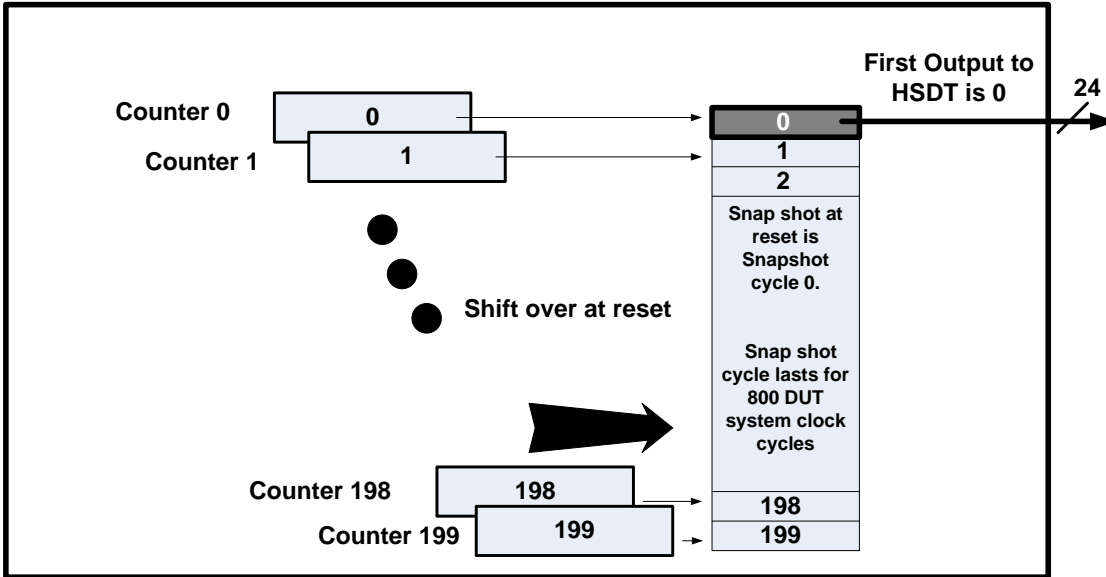 First Output to
HSDT is 0
24
Counter 0
0
0
Counter 1
1
1
2
Snap shot at
reset is
Snapshot
cycle 0.
Shift over at reset
Snap shot
cycle lasts for
800 DUT
system clock
cycles
Counter 198
198
198
Counter 199
199
199